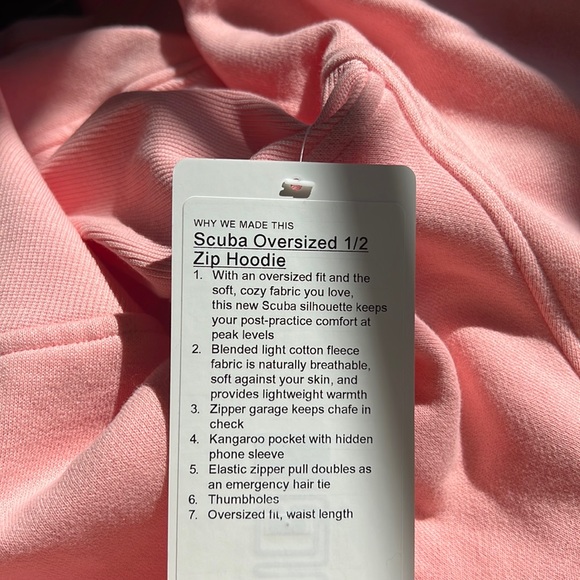 WHY WE MADE THIS
Scuba Oversized 1/2
Zip Hoodie
1. With an oversized fit and the
soft, cozy fabric you love,
this new Scuba silhouette keeps
your post-practice comfort at
peak levels
2. Blended light cotton fleece
fabric is naturally breathable,
soft against your skin, and
provides lightweight warmth
3. Zipper garage keeps chafe in
check
4. Kangaroo pocket with hidden
phone sleeve
5. Elastic zipper pull doubles as
an emergency hair tie
6. Thumbholes
7. Oversized fit, waist length